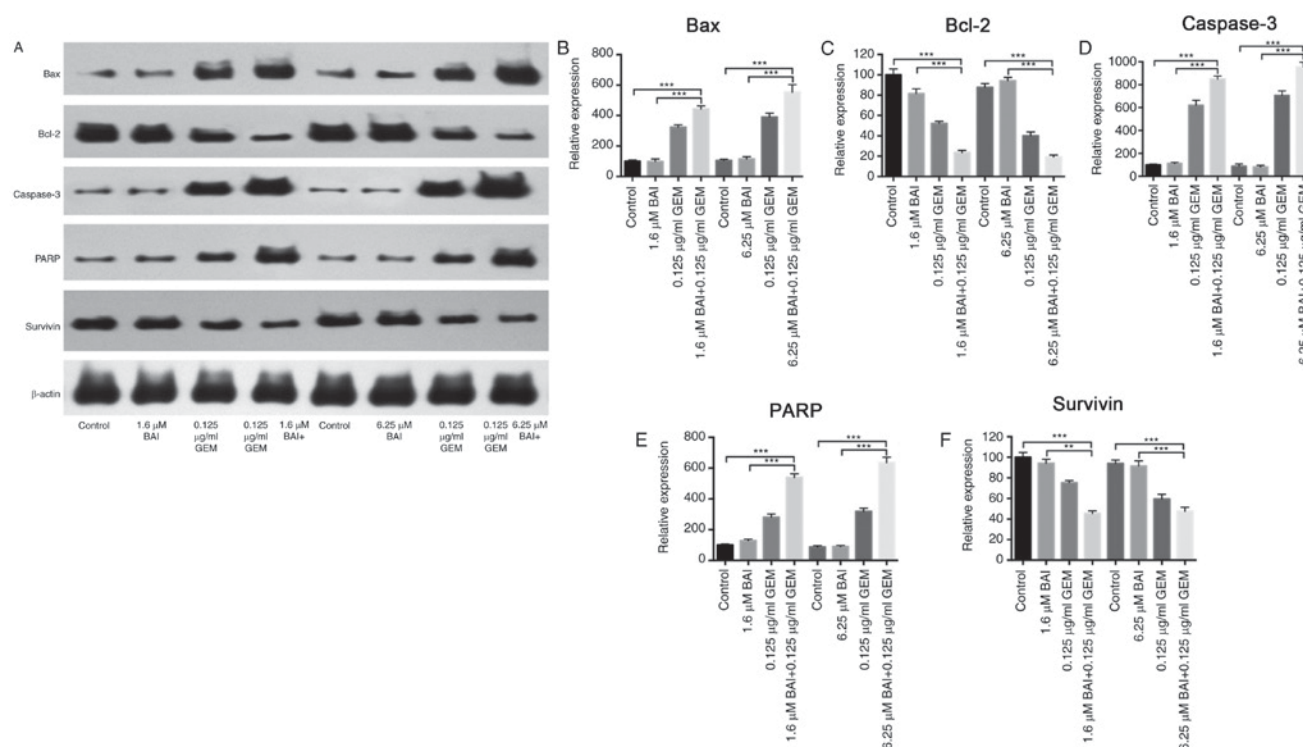 A
Bax
Bcl-2
Caspase-3
PARP
Survivin
β-actin
Control
1.6 μM
BAI
0.125
μg/ml
GEM
0.125
μg/ml
GEM
1.6 μM
BAI+
Control
6.25 μM
BAI
0.125
μg/ml
GEM
0.125
μg/ml
GEM
6.25 μM
BAI+
Bax
B
Relative expression
800
600
400
200
0
***
***
***
***
Control
1.6 μM BAI
0.125 μg/ml GEM
1.6 μM BAI+0.125 μg/ml GEM
Control
6.25 μM BAI
0.125 μg/ml GEM
6.25 μM BAI+0.125 μg/ml GEM
Bcl-2
C
Relative expression
120
100
80
60
40
20
0
***
***
***
***
Control
1.6 μM BAI
0.125 μg/ml GEM
1.6 μM BAI+0.125 μg/ml GEM
Control
6.25 μM BAI
0.125 μg/ml GEM
6.25 μM BAI+0.125 μg/ml GEM
Caspase-3
D
Relative expression
1000
800
600
400
200
0
***
***
***
***
Control
1.6 μM BAI
0.125 μg/ml GEM
1.6 μM BAI+0.125 μg/ml GEM
Control
6.25 μM BAI
0.125 μg/ml GEM
6.25 μM BAI+0.125 μg/ml GEM
PARP
E
Relative expression
800
600
400
200
0
***
***
***
***
Control
1.6 μM BAI
0.125 μg/ml GEM
1.6 μM BAI+0.125 μg/ml GEM
Control
6.25 μM BAI
0.125 μg/ml GEM
6.25 μM BAI+0.125 μg/ml GEM
Survivin
F
Relative expression
120
100
80
60
40
20
0
***
**
***
***
Control
1.6 μM BAI
0.125 μg/ml GEM
1.6 μM BAI+0.125 μg/ml GEM
Control
6.25 μM BAI
0.125 μg/ml GEM
6.25 μM BAI+0.125 μg/ml GEM